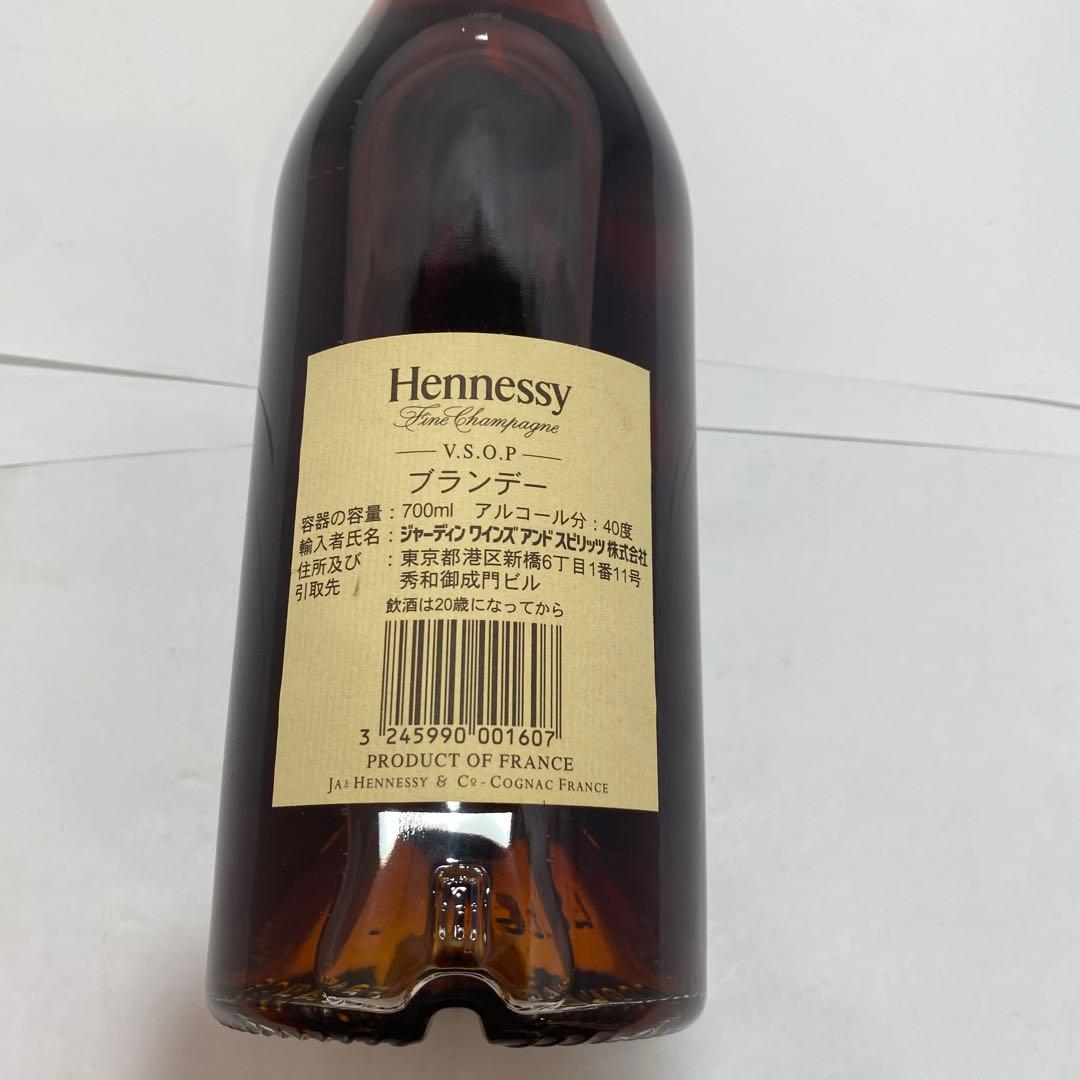 Hennessy
Fine Champagne
V.S.O.P
ブランデー
容器の容量 : 700ml アルコール分 : 40度
輸入者氏名 : ジャーディン ワインズ アンド スピリッツ 株式会社
住所及び : 東京都港区新橋6丁目1番11号
引取先 秀和御成門ビル
飲酒は20歳になってから
3 245990 001607
PRODUCT OF FRANCE
JAS HENNESSY & Co - COGNAC FRANCE